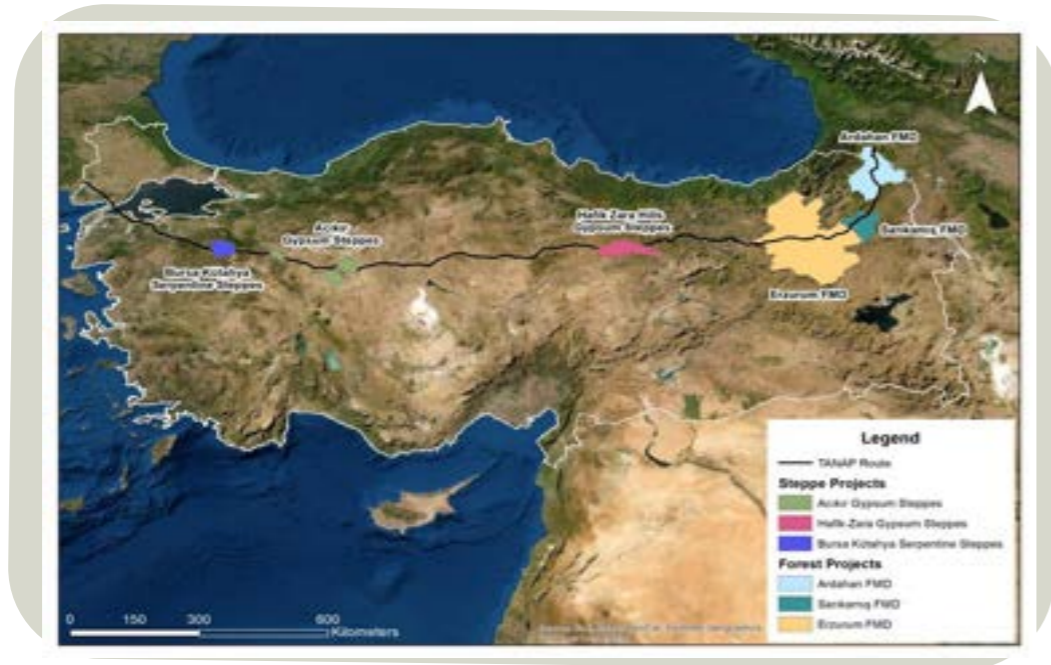 N
Ardahan FMD
Sarıkamış FMD
Erzurum FMD
Hafik Zara Hills
Gypsum Steppes
Acıkır
Gypsum Steppes
Bursa Kütahya
Serpentine Steppes
Legend
TANAP Route
Steppe Projects
Acıkır Gypsum Steppes
Hafik-Zara Gypsum Steppes
Bursa Kütahya Serpentine Steppes
Forest Projects
Ardahan FMD
Sarıkamış FMD
Erzurum FMD
0 150 300 600
Kilometers